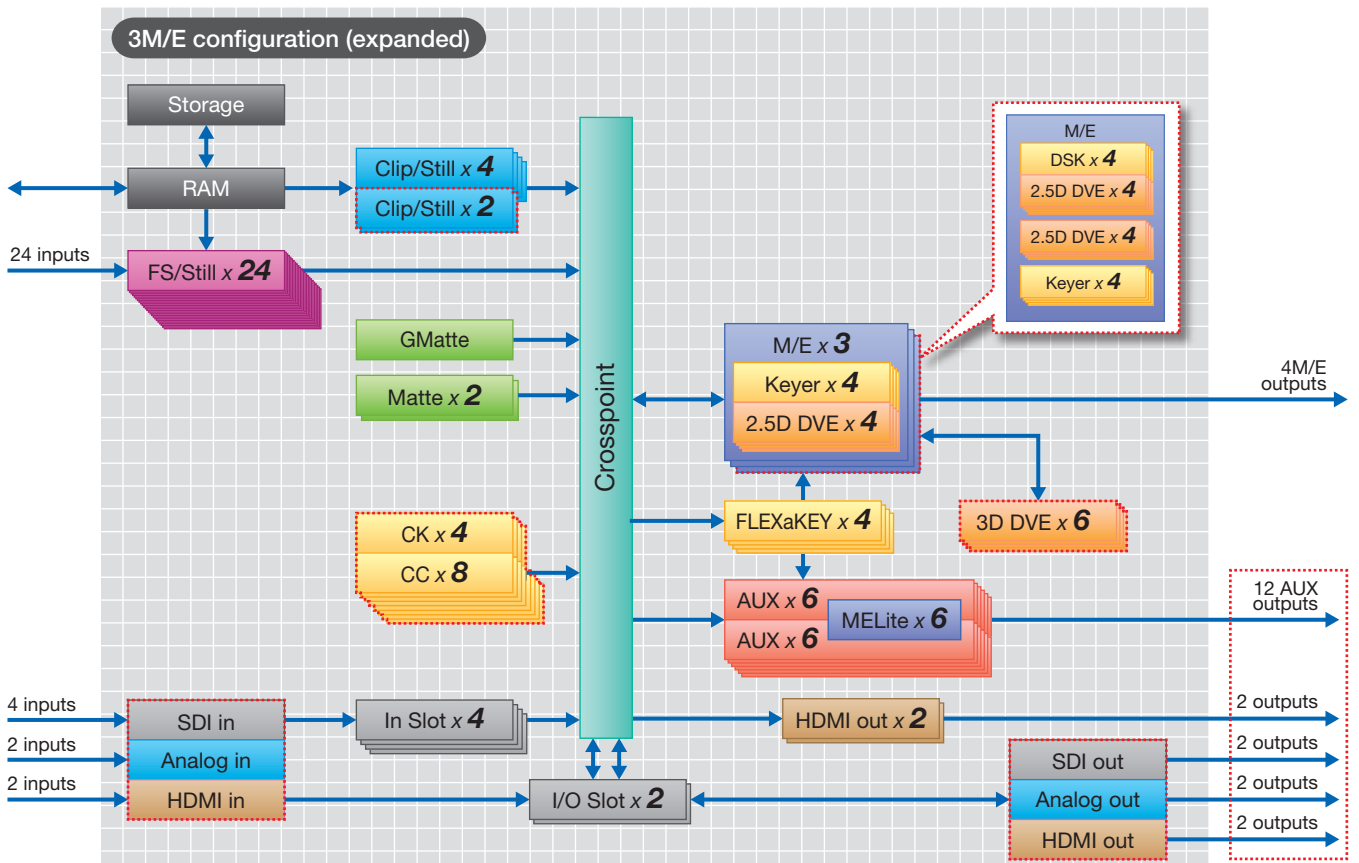 3M/E configuration (expanded)
Storage
RAM
Clip/Still x 4
Clip/Still x 2
24 inputs
FS/Still x 24
GMatte
Matte x 2
CK x 4
CC x 8
Crosspoint
M/E
DSK x 4
2.5D DVE x 4
2.5D DVE x 4
Keyer x 4
M/E x 3
Keyer x 4
2.5D DVE x 4
4M/E
outputs
FLEXaKEY x 4
3D DVE x 6
AUX x 6
AUX x 6
MELite x 6
12 AUX
outputs
4 inputs
2 inputs
2 inputs
SDI in
Analog in
HDMI in
In Slot x 4
I/O Slot x 2
HDMI out x 2
2 outputs
SDI out
Analog out
HDMI out
2 outputs
2 outputs
2 outputs